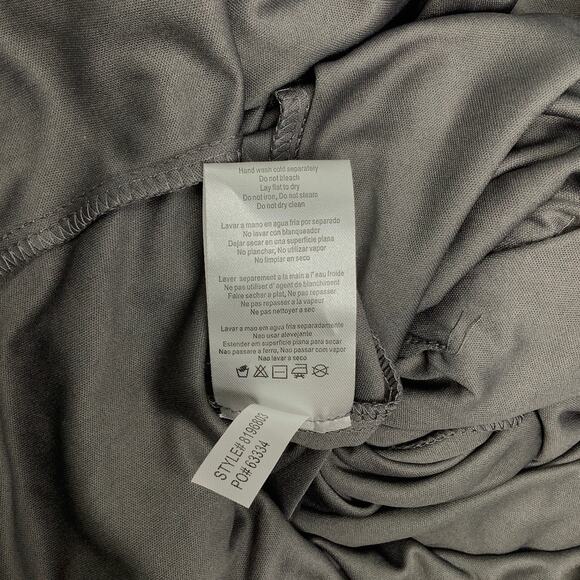 Hand wash cold separately
Do not bleach
Lay flat to dry
Do not iron, Do not steam
Do not dry clean
Lavar a mano en agua fria por separado
No lavar con blanqueador
Dejar secar en una superficie plana
No planchar, No utilizar vapor
No limpiar en seco
Laver separement a la main a l' eau froide
Ne pas utiliser d' agent de blanchiment
Faire secher a plat, Ne pas repasser
Ne pas repasser a la vapeur
Ne pas nettoyer a sec
Lavar a mano em agua fria separadamente
Nao usar alevejante
Estender em superficie plana para secar
Nao passare a ferro, Nao passar com vapor
Nao lavar a seco
STYLE# 8196803
PO# 63334